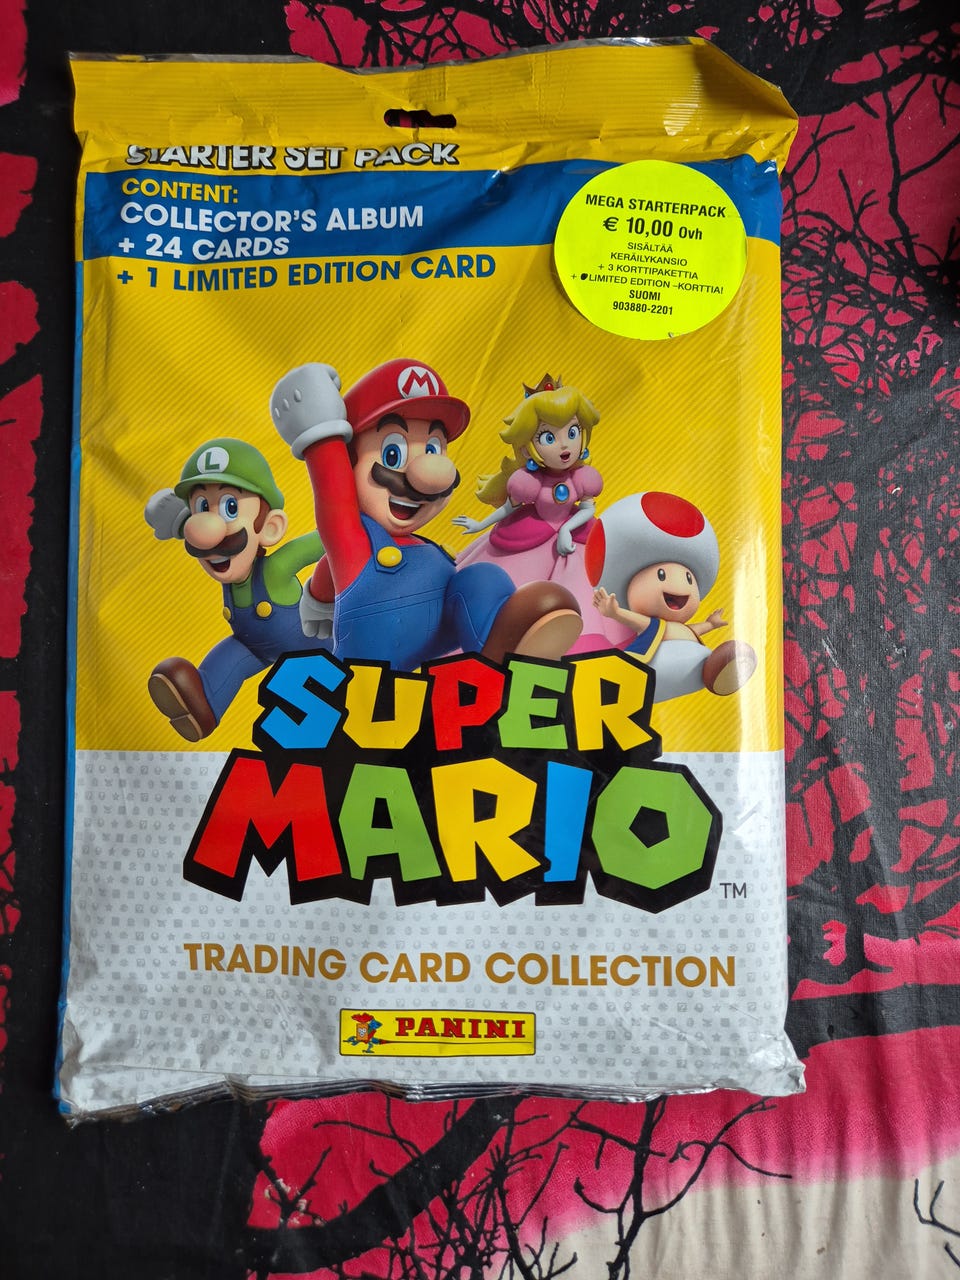 STARTER SET PACK
CONTENT:
COLLECTOR'S ALBUM
+ 24 CARDS
+ 1 LIMITED EDITION CARD
MEGA STARTERPACK
€ 10,00 Ovh
SISÄLTÄÄ
KERÄILYKANSIO
+ 3 KORTTIPAKETTIA
+ LIMITED EDITION –KORTTIA!
SUOMI
903880-2201
L
M
SUPER
MARIO
TM
TRADING CARD COLLECTION
PANINI